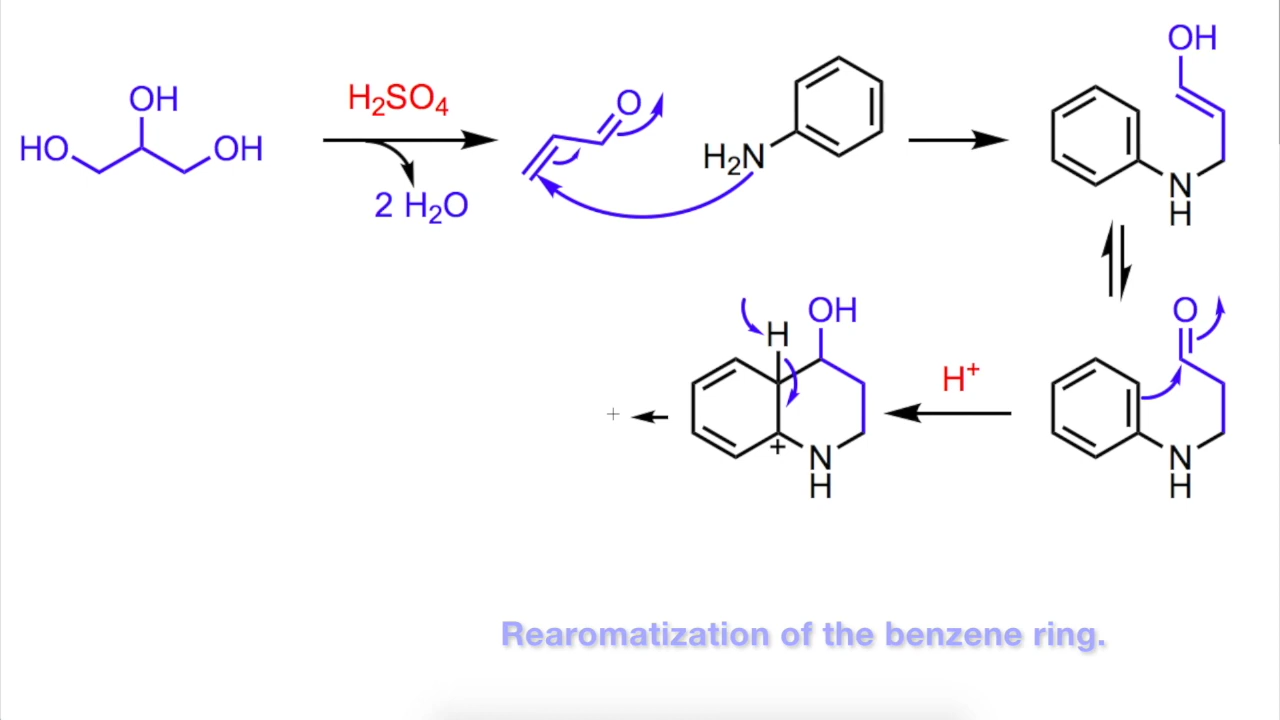 OH
HO
OH
H₂SO₄
2 H₂O
O
H₂N
OH
N
H
H
OH
+
N
H
+
H⁺
O
N
H
Rearomatization of the benzene ring.